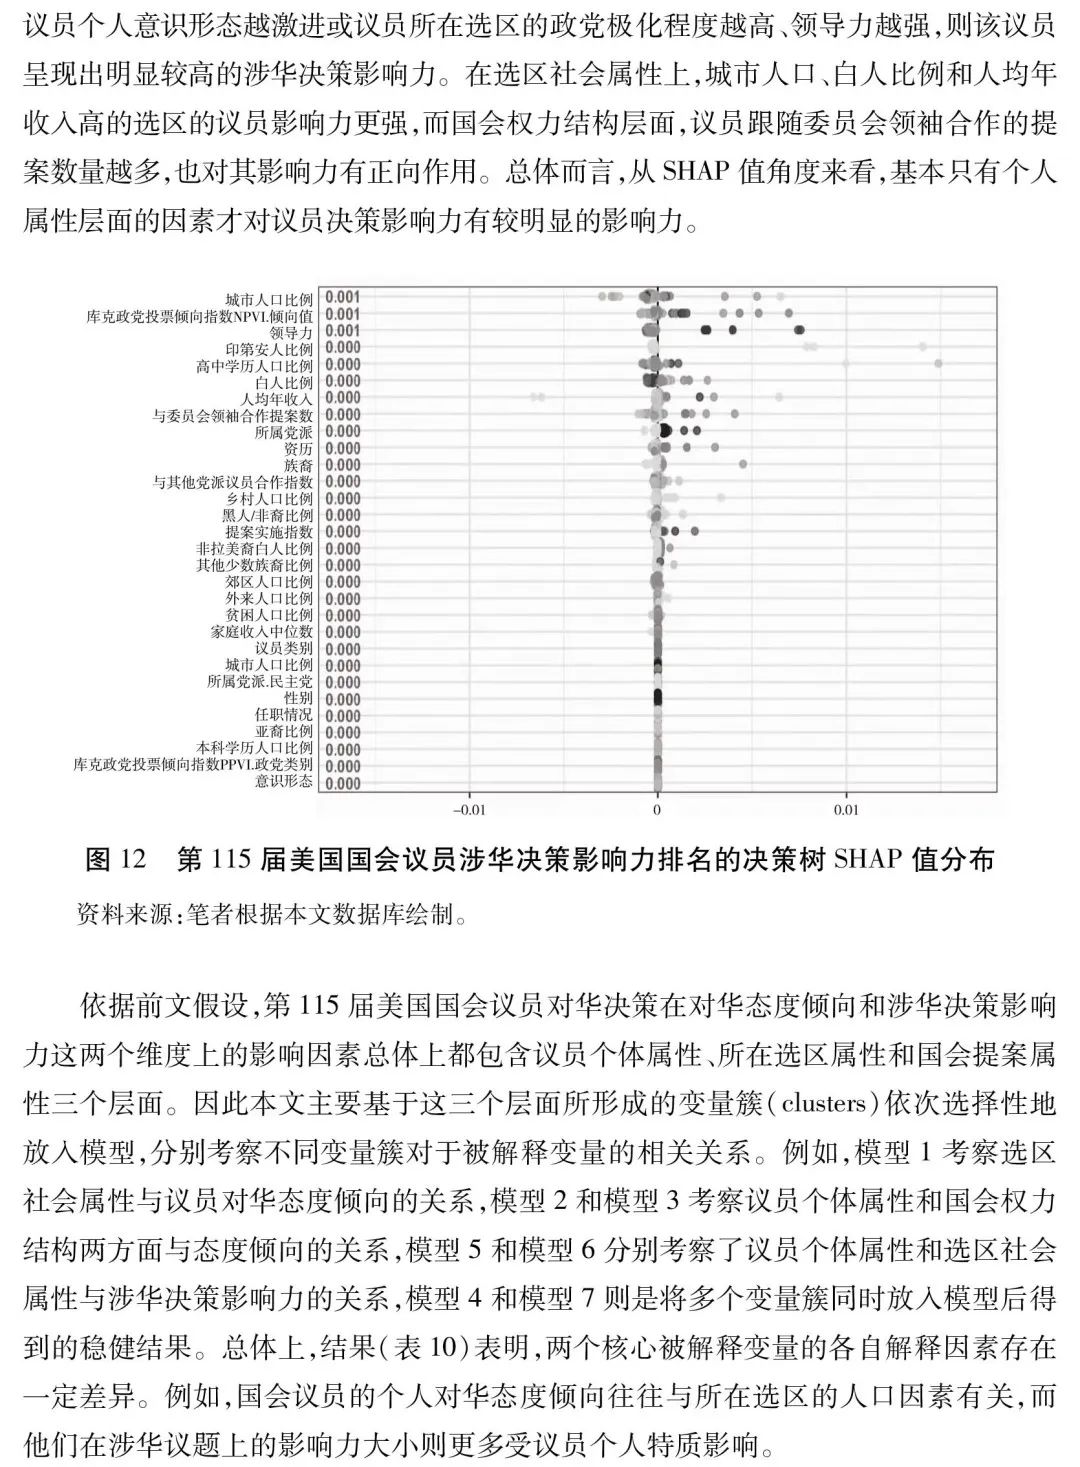 议员个人意识形态越激进或议员所在选区的政党极化程度越高、领导力越强,则该议员
呈现出明显较高的涉华决策影响力。在选区社会属性上,城市人口、白人比例和人均年
收入高的选区的议员影响力更强,而国会权力结构层面,议员跟随委员会领袖合作的提
案数量越多,也对其影响力有正向作用。总体而言,从 SHAP 值角度来看,基本只有个人
属性层面的因素才对议员决策影响力有较明显的影响力。
城市人口比例 0.001
库克政党投票倾向指数NPVI.倾向值 0.001
领导力 0.001
印第安人比例 0.000
高中学历人口比例 0.000
白人比例 0.000
人均年收入 0.000
与委员会领袖合作提案数 0.000
所属党派 0.000
资历 0.000
族裔 0.000
与其他党派议员合作指数 0.000
乡村人口比例 0.000
黑人/非裔比例 0.000
提案实施指数 0.000
非拉美裔白人比例 0.000
其他少数族裔比例 0.000
郊区人口比例 0.000
外来人口比例 0.000
贫困人口比例 0.000
家庭收入中位数 0.000
议员类别 0.000
城市人口比例 0.000
所属党派.民主党 0.000
性别 0.000
任职情况 0.000
亚裔比例 0.000
本科学历人口比例 0.000
库克政党投票倾向指数PPVI.政党类别 0.000
意识形态 0.000
-0.01 0 0.01
图 12 第 115 届美国国会议员涉华决策影响力排名的决策树 SHAP 值分布
资料来源:笔者根据本文数据库绘制。
依据前文假设,第 115 届美国国会议员对华决策在对华态度倾向和涉华决策影响
力这两个维度上的影响因素总体上都包含议员个体属性、所在选区属性和国会提案属
性三个层面。因此本文主要基于这三个层面所形成的变量簇(clusters)依次选择性地
放入模型,分别考察不同变量簇对于被解释变量的相关关系。例如,模型 1 考察选区
社会属性与议员对华态度倾向的关系,模型 2 和模型 3 考察议员个体属性和国会权力
结构两方面与态度倾向的关系,模型 5 和模型 6 分别考察了议员个体属性和选区社会
属性与涉华决策影响力的关系,模型 4 和模型 7 则是将多个变量簇同时放入模型后得
到的稳健结果。总体上,结果(表 10)表明,两个核心被解释变量的各自解释因素存在
一定差异。例如,国会议员的个人对华态度倾向往往与所在选区的人口因素有关,而
他们在涉华议题上的影响力大小则更多受议员个人特质影响。